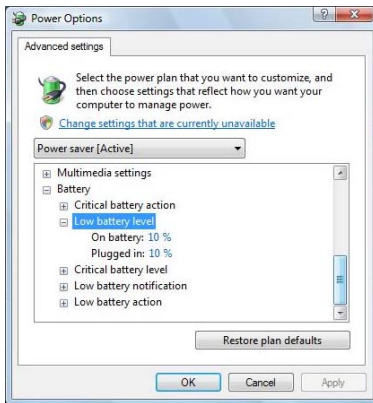 Power Options
Advanced settings
Select the power plan that you want to customize, and
then choose settings that reflect how you want your
computer to manage power.
Change settings that are currently unavailable
Power saver [Active]
Multimedia settings
Battery
Critical battery action
Low battery level
On battery: 10 %
Plugged in: 10 %
Critical battery level
Low battery notification
Low battery action
Restore plan defaults
OK Cancel Apply